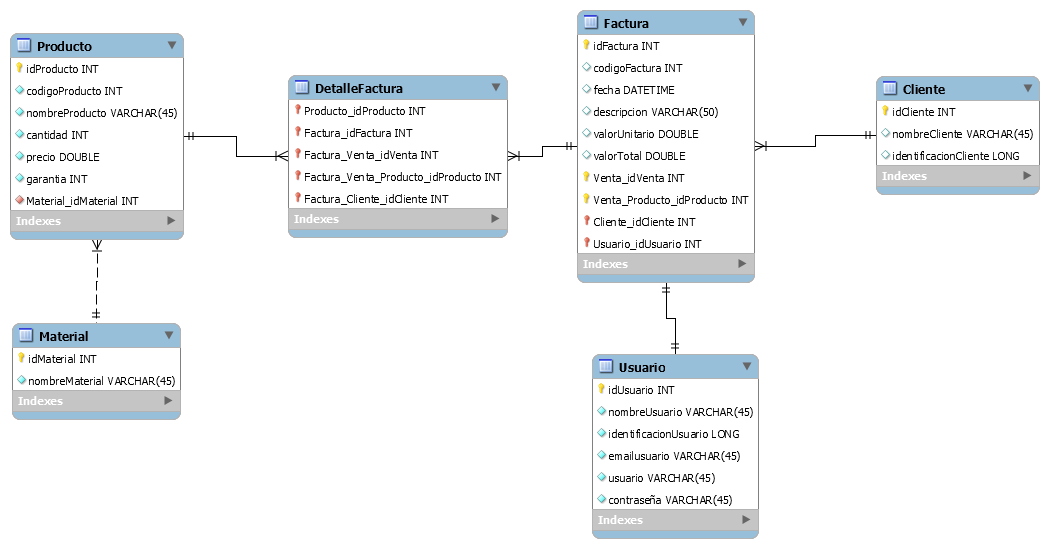 Producto
idProducto INT
codigoProducto INT
nombreProducto VARCHAR(45)
cantidad INT
precio DOUBLE
garantia INT
Material_idMaterial INT
Indexes
DetalleFactura
Producto_idProducto INT
Factura_idFactura INT
Factura_Venta_idVenta INT
Factura_Venta_Producto_idProducto INT
Factura_Cliente_idCliente INT
Indexes
Factura
idFactura INT
codigoFactura INT
fecha DATETIME
descripcion VARCHAR(50)
valorUnitario DOUBLE
valorTotal DOUBLE
Venta_idVenta INT
Venta_Producto_idProducto INT
Cliente_idCliente INT
Usuario_idUsuario INT
Indexes
Cliente
idCliente INT
nombreCliente VARCHAR(45)
identificacionCliente LONG
Indexes
Material
idMaterial INT
nombreMaterial VARCHAR(45)
Indexes
Usuario
idUsuario INT
nombreUsuario VARCHAR(45)
identificacionUsuario LONG
emailusuario VARCHAR(45)
usuario VARCHAR(45)
contraseña VARCHAR(45)
Indexes